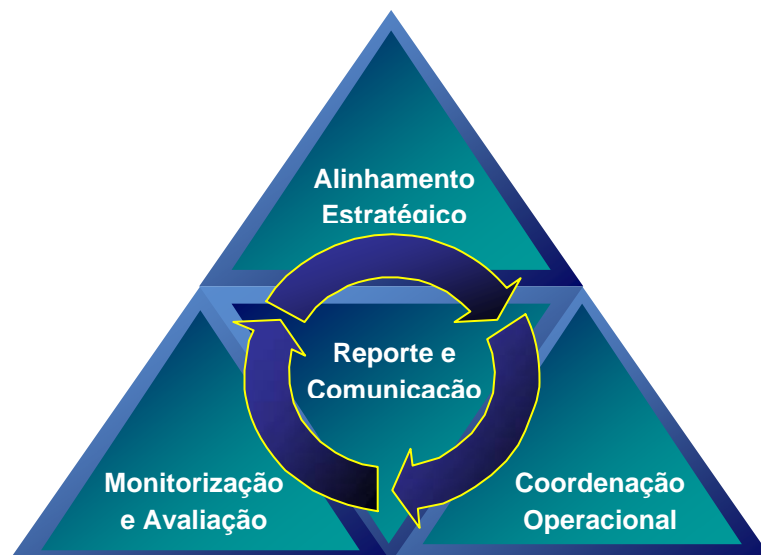 Alinhamento
Estratégico
Reporte e
Comunicação
Monitorização
e Avaliação
Coordenação
Operacional